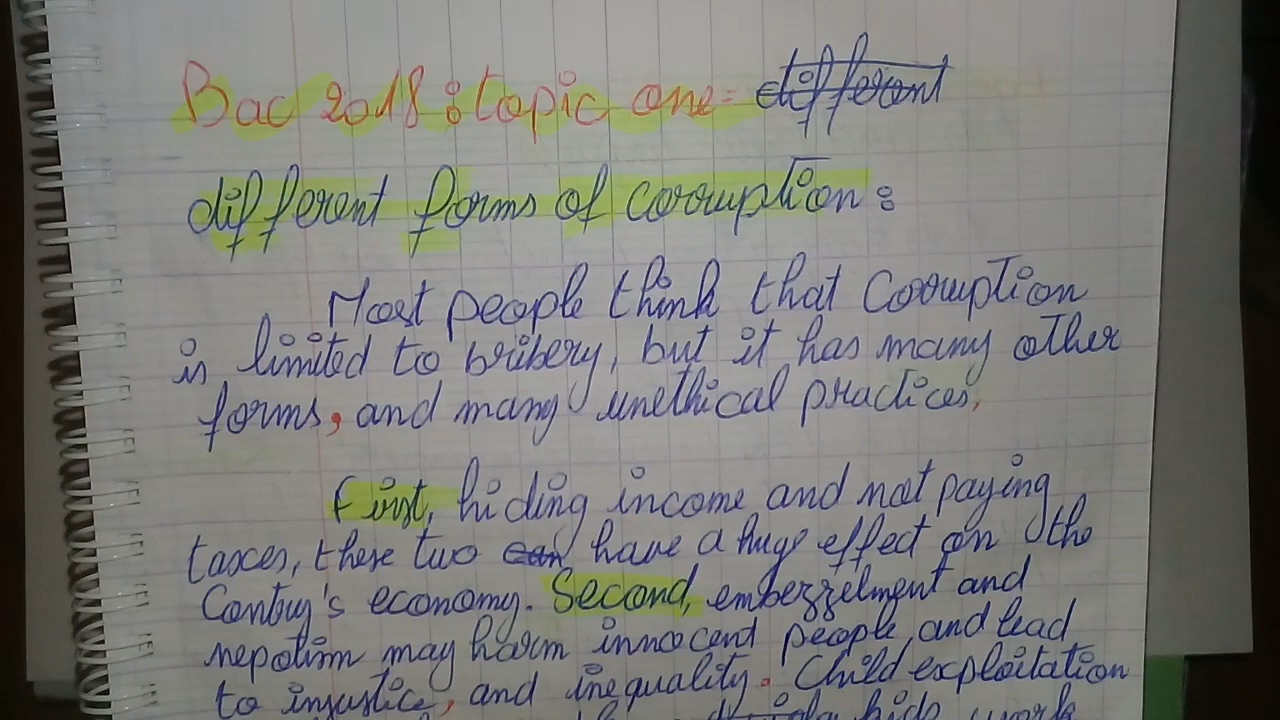 Bac 2018: topic one: different
different forms of corruption:
Most people think that Corruption
is limited to bribery, but it has many other
forms, and many unethical practices.
First, hiding income and not paying
taxes, these two can have a huge effect on the
Contry's economy. Second, embezzelment and
nepotim may harm innocent people, and lead
to injustice, and inequality. Child exploitation
kids work